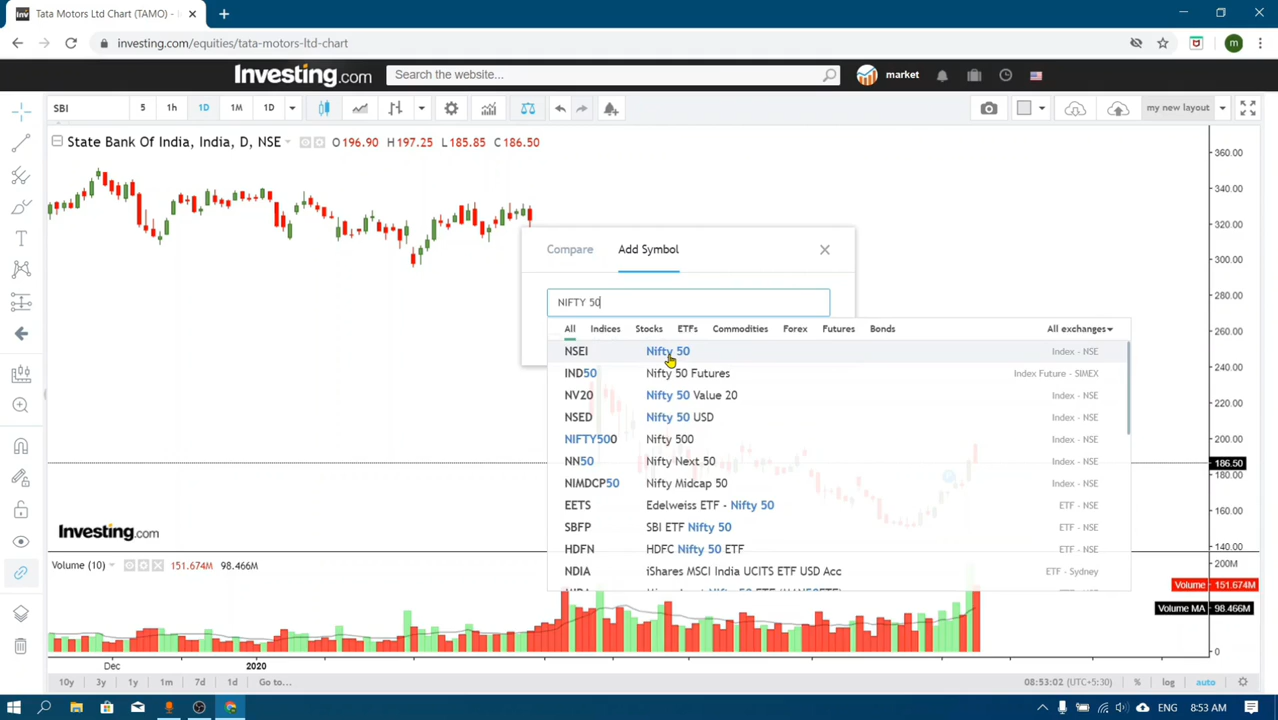 Tata Motors Ltd Chart (TAMO) -
investing.com/equities/tata-motors-ltd-chart
m
Investing.com
Search the website...
market
SBI
5
1h
1D
1M
1D
my new layout
State Bank Of India, India, D, NSE
O 196.90 H 197.25 L 185.85 C 186.50
360.00
340.00
320.00
300.00
280.00
260.00
240.00
220.00
200.00
186.50
180.00
160.00
140.00
Compare
Add Symbol
NIFTY 50
All Indices Stocks ETFs Commodities Forex Futures Bonds All exchanges
NSEI Nifty 50 Index - NSE
IND50 Nifty 50 Futures Index Future - SIMEX
NV20 Nifty 50 Value 20 Index - NSE
NSED Nifty 50 USD Index - NSE
NIFTY500 Nifty 500 Index - NSE
NN50 Nifty Next 50 Index - NSE
NIMDCP50 Nifty Midcap 50 Index - NSE
EETS Edelweiss ETF - Nifty 50 ETF - NSE
SBFP SBI ETF Nifty 50 ETF - NSE
HDFN HDFC Nifty 50 ETF ETF - NSE
NDIA iShares MSCI India UCITS ETF USD Acc ETF - Sydney
Investing.com
Volume (10)
151.674M 98.466M
200M
Volume 151.674M
Volume MA 98.466M
0
Dec
2020
10y 3y 1y 1m 7d 1d Go to...
08:53:02 (UTC+5:30) % log auto
ENG 8:53 AM